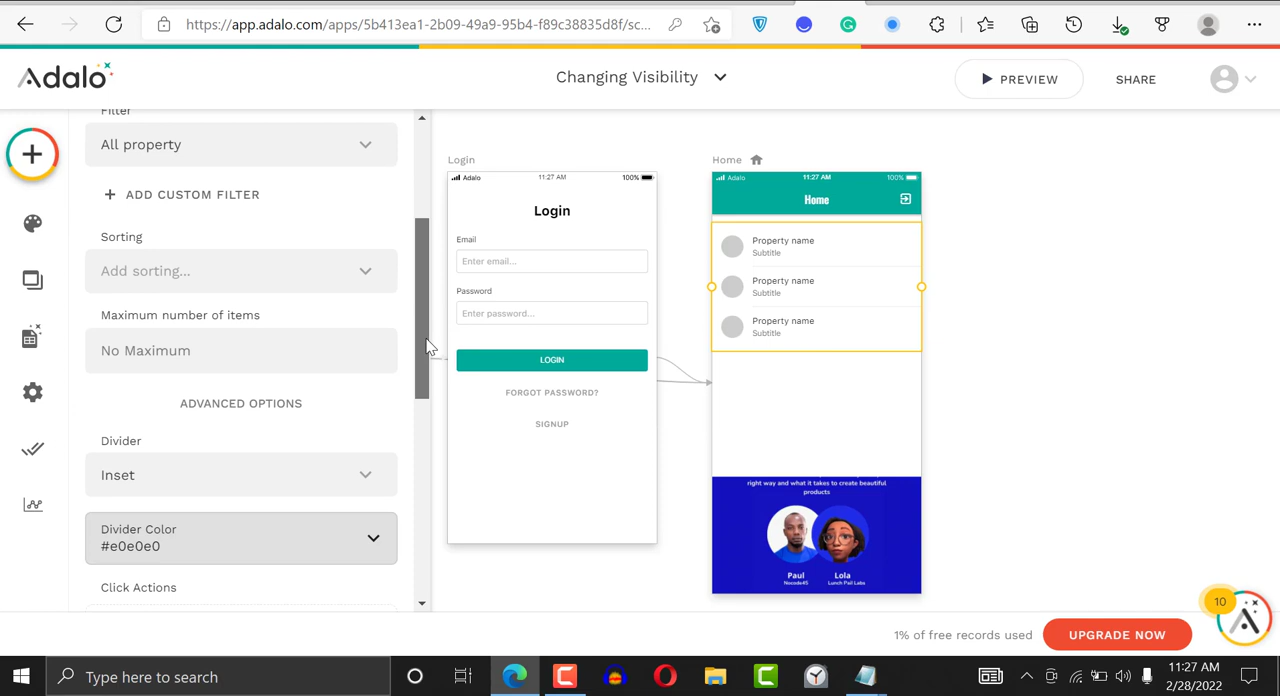 https://app.adalo.com/apps/5b413ea1-2b09-49a9-95b4-f89c38835d8f/sc...
Adalo
Changing Visibility
PREVIEW
SHARE
Filter
All property
+ ADD CUSTOM FILTER
Sorting
Add sorting...
Maximum number of items
No Maximum
ADVANCED OPTIONS
Divider
Inset
Divider Color
#e0e0e0
Click Actions
Login
Adalo 11:27 AM 100%
Login
Email
Enter email...
Password
Enter password...
LOGIN
FORGOT PASSWORD?
SIGNUP
Home
Adalo 11:27 AM 100%
Home
Property name
Subtitle
Property name
Subtitle
Property name
Subtitle
right way and what it takes to create beautiful
products
Paul
Nocode45
Lola
Lunch Pail Labs
10
1% of free records used
UPGRADE NOW
Type here to search
11:27 AM
2/28/2022